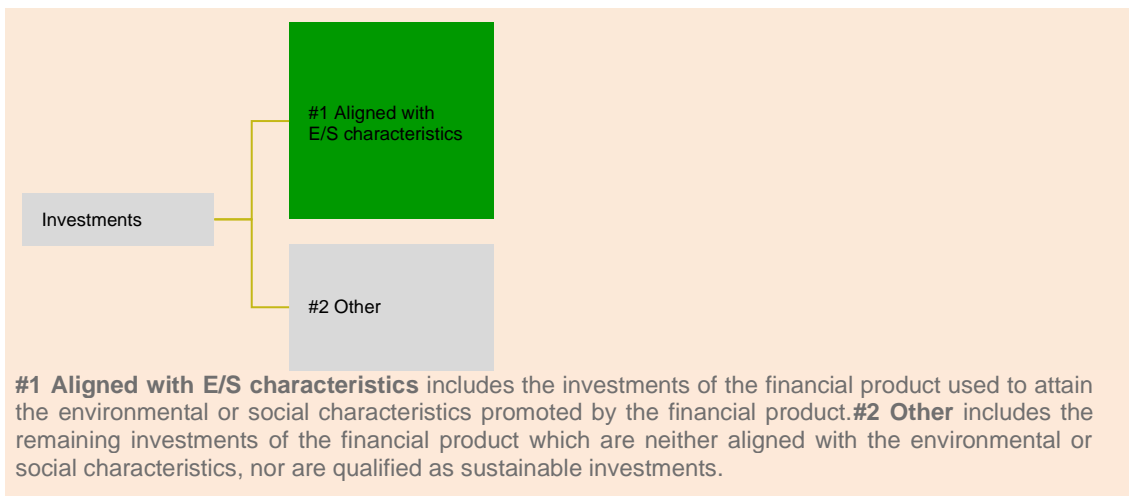 #1 Aligned with
E/S characteristics
Investments
#2 Other
#1 Aligned with E/S characteristics includes the investments of the financial product used to attain
the environmental or social characteristics promoted by the financial product.#2 Other includes the
remaining investments of the financial product which are neither aligned with the environmental or
social characteristics, nor are qualified as sustainable investments.